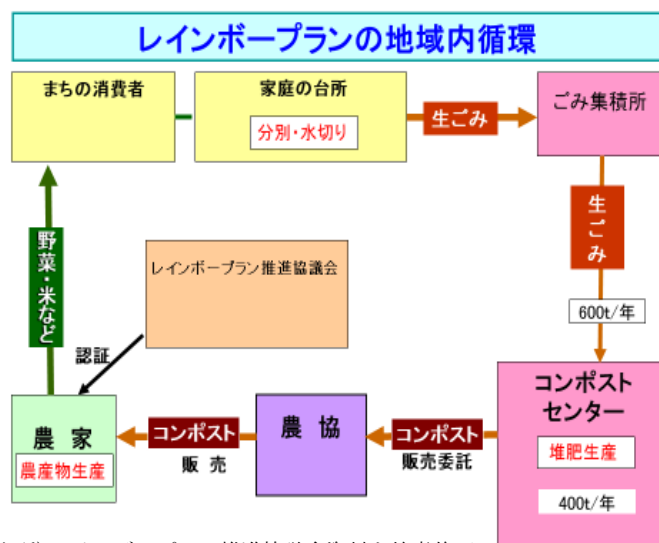 レインボープランの地域内循環
まちの消費者
家庭の台所
分別・水切り
生ごみ
ごみ集積所
生ごみ
600t/年
野菜・米など
レインボープラン推進協議会
認証
農家
農産物生産
コンポスト
販売
農協
コンポスト
販売委託
コンポスト
センター
堆肥生産
400t/年